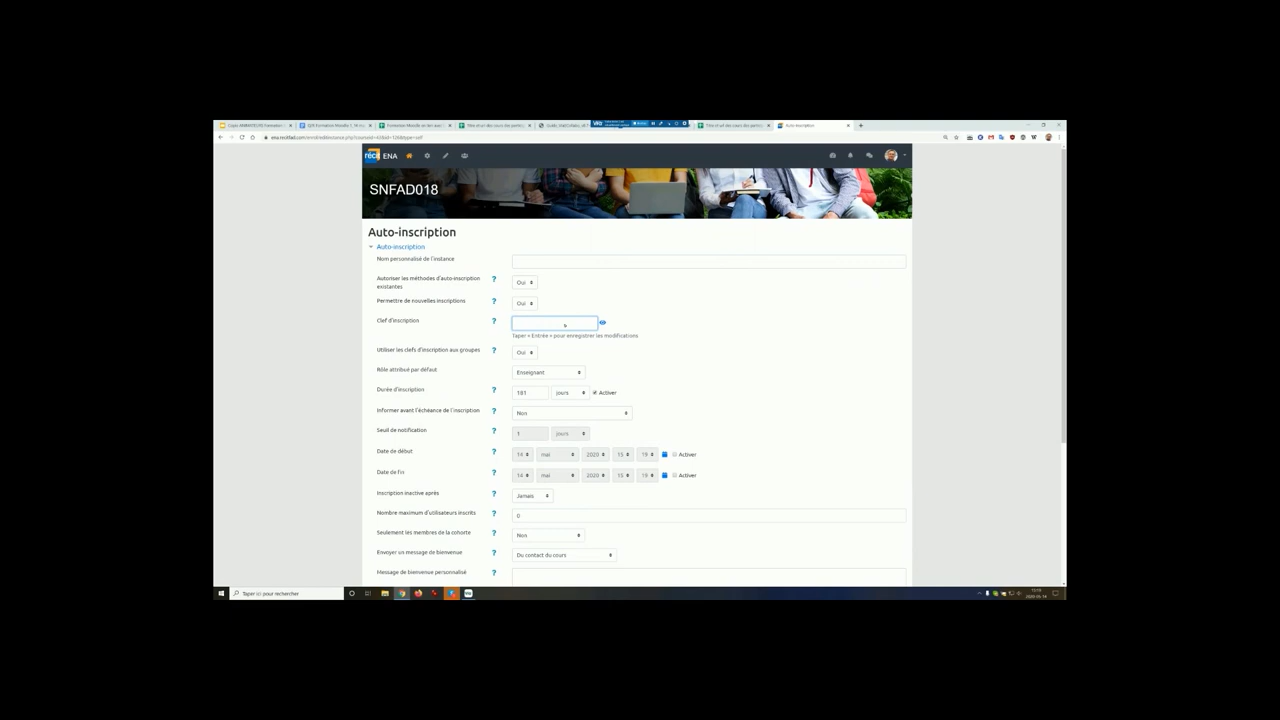 Auto-inscription
récit ENA
SNFAD018
Auto-inscription
Auto-inscription
Nom personnalisé de l'instance
Autoriser les méthodes d'auto-inscription existantes ? Oui
Permettre de nouvelles inscriptions ? Oui
Clef d'inscription ?
Taper « Entrée » pour enregistrer les modifications
Utiliser les clefs d'inscription aux groupes ? Oui
Rôle attribué par défaut ? Enseignant
Durée d'inscription ? 181 jours Activer
Informer avant l'échéance de l'inscription ? Non
Seuil de notification ? 1 jours
Date de début ? 14 mai 2020 15 19 Activer
Date de fin ? 14 mai 2020 15 19 Activer
Inscription inactive après ? Jamais
Nombre maximum d'utilisateurs inscrits ? 0
Seulement les membres de la cohorte ? Non
Envoyer un message de bienvenue ? Du contact du cours
Message de bienvenue personnalisé ?
Taper ici pour rechercher